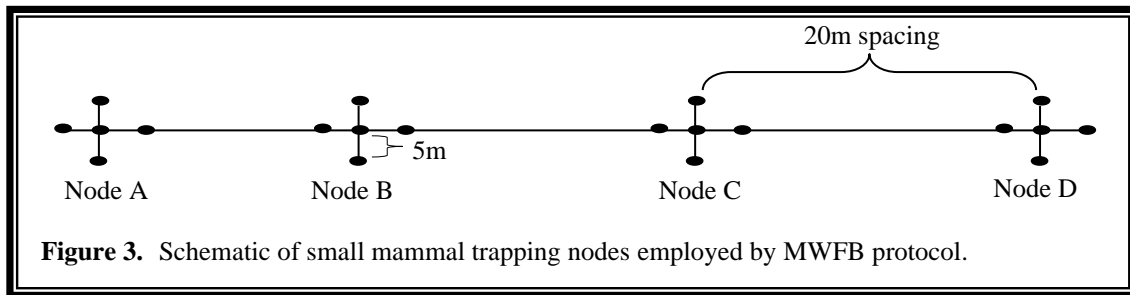 20m spacing
5m
Node A Node B Node C Node D
Figure 3. Schematic of small mammal trapping nodes employed by MWFB protocol.